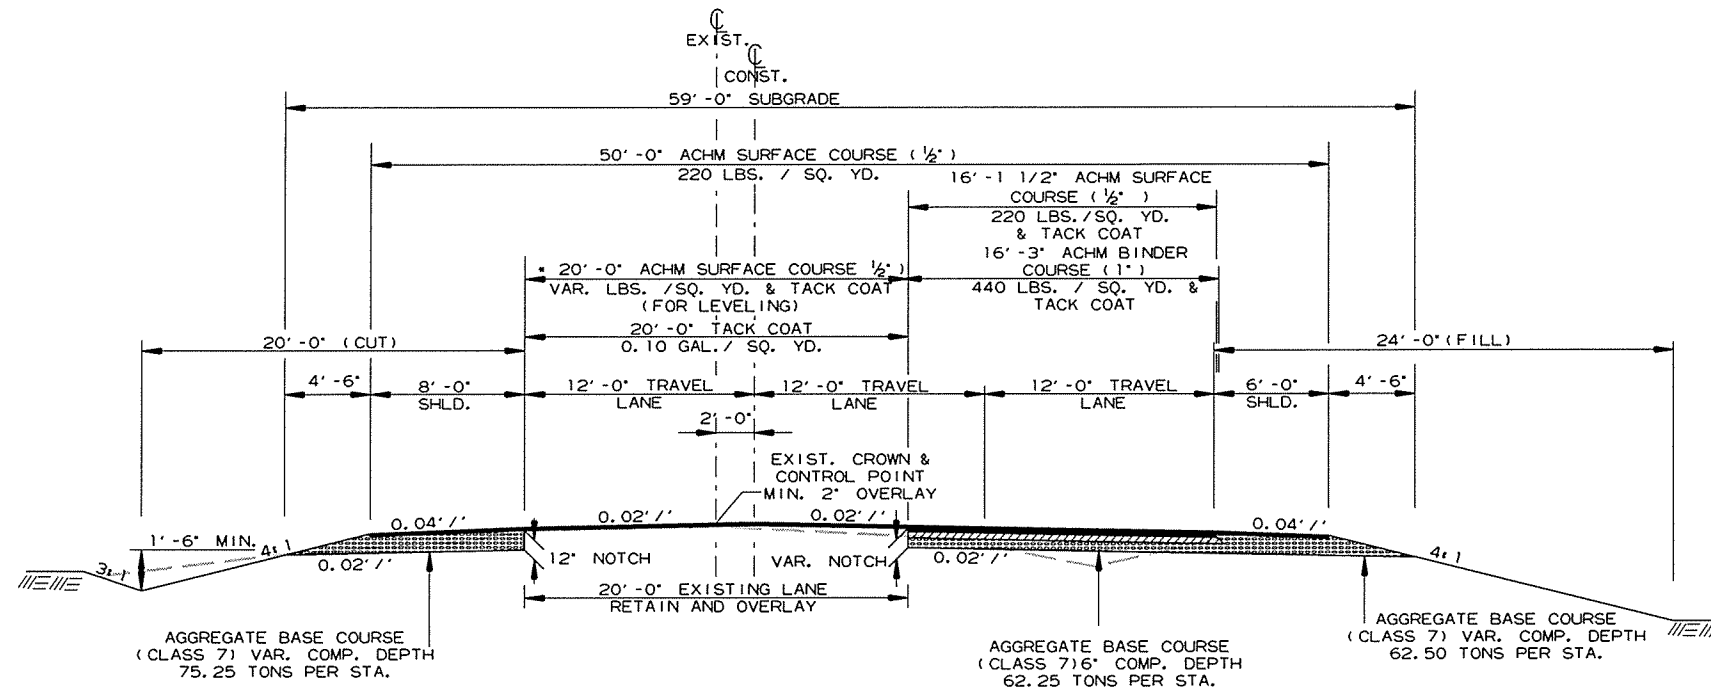 ℄
EXIST.
℄
CONST.
59'-0" SUBGRADE
50'-0" ACHM SURFACE COURSE (½")
220 LBS. / SQ. YD.
16'-1 1/2" ACHM SURFACE
COURSE (½")
220 LBS./SQ. YD.
& TACK COAT
16'-3" ACHM BINDER
COURSE (1")
440 LBS. / SQ. YD. &
TACK COAT
* 20'-0" ACHM SURFACE COURSE ½")
VAR. LBS. /SQ. YD. & TACK COAT
(FOR LEVELING)
20'-0" TACK COAT
0.10 GAL./ SQ. YD.
20'-0" (CUT)
24'-0"(FILL)
4'-6"
8'-0"
SHLD.
12'-0" TRAVEL
LANE
12'-0" TRAVEL
LANE
12'-0" TRAVEL
LANE
6'-0"
SHLD.
4'-6"
2'-0"
EXIST. CROWN &
CONTROL POINT
MIN. 2" OVERLAY
0.04'/'
0.02'/'
0.02'/'
0.04'/'
1'-6" MIN.
4:1
3:1
0.02'/'
12" NOTCH
VAR. NOTCH
0.02'/'
4:1
20'-0" EXISTING LANE
RETAIN AND OVERLAY
AGGREGATE BASE COURSE
(CLASS 7) VAR. COMP. DEPTH
75.25 TONS PER STA.
AGGREGATE BASE COURSE
(CLASS 7)6" COMP. DEPTH
62.25 TONS PER STA.
AGGREGATE BASE COURSE
(CLASS 7) VAR. COMP. DEPTH
62.50 TONS PER STA.